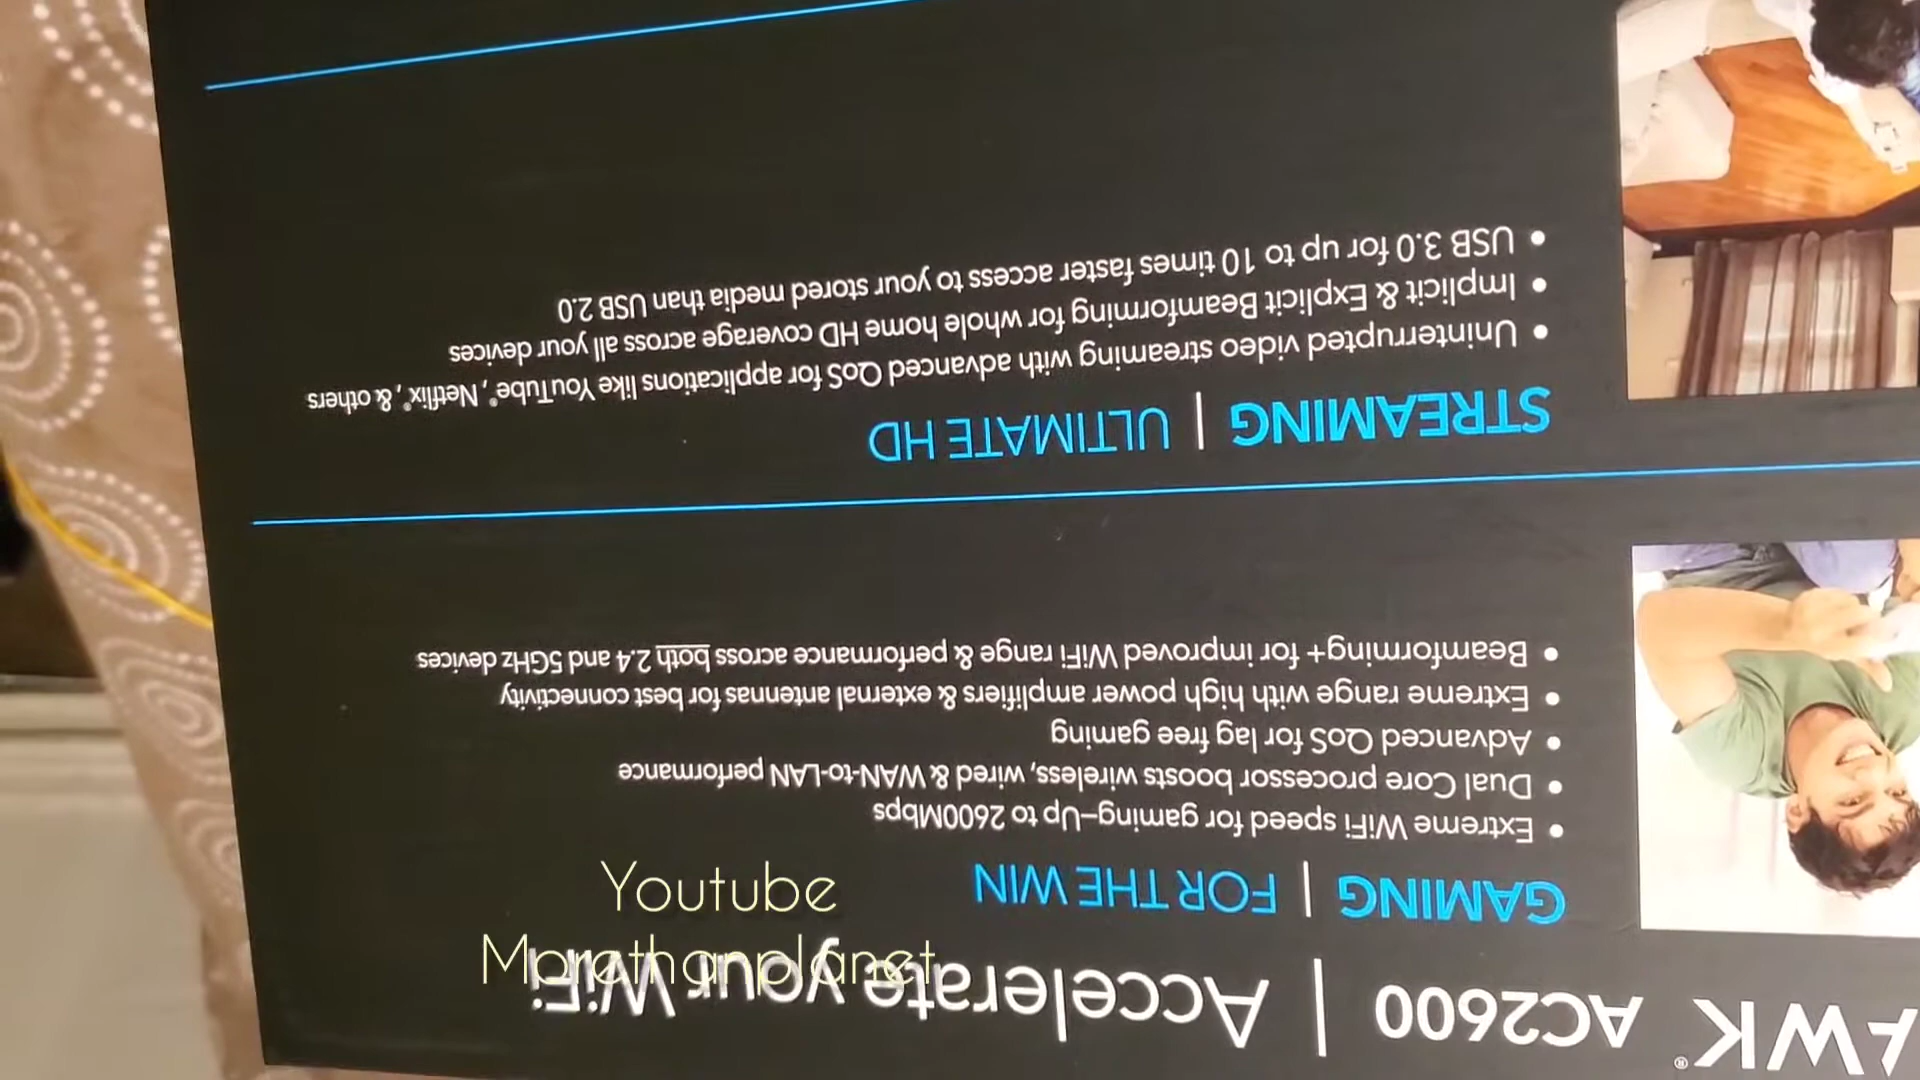 AWK® AC2600 | Accelerate your WiFi
GAMING | FOR THE WIN
• Extreme WiFi speed for gaming–Up to 2600Mbps
• Dual Core processor boosts wireless, wired & WAN-to-LAN performance
• Advanced QoS for lag free gaming
• Extreme range with high power amplifiers & external antennas for best connectivity
• Beamforming+ for improved WiFi range & performance across both 2.4 and 5GHz devices
STREAMING | ULTIMATE HD
• Uninterrupted video streaming with advanced QoS for applications like YouTube®, Netflix®, & others
• Implicit & Explicit Beamforming for whole home HD coverage across all your devices
• USB 3.0 for up to 10 times faster access to your stored media than USB 2.0
Youtube
Morethanplanet